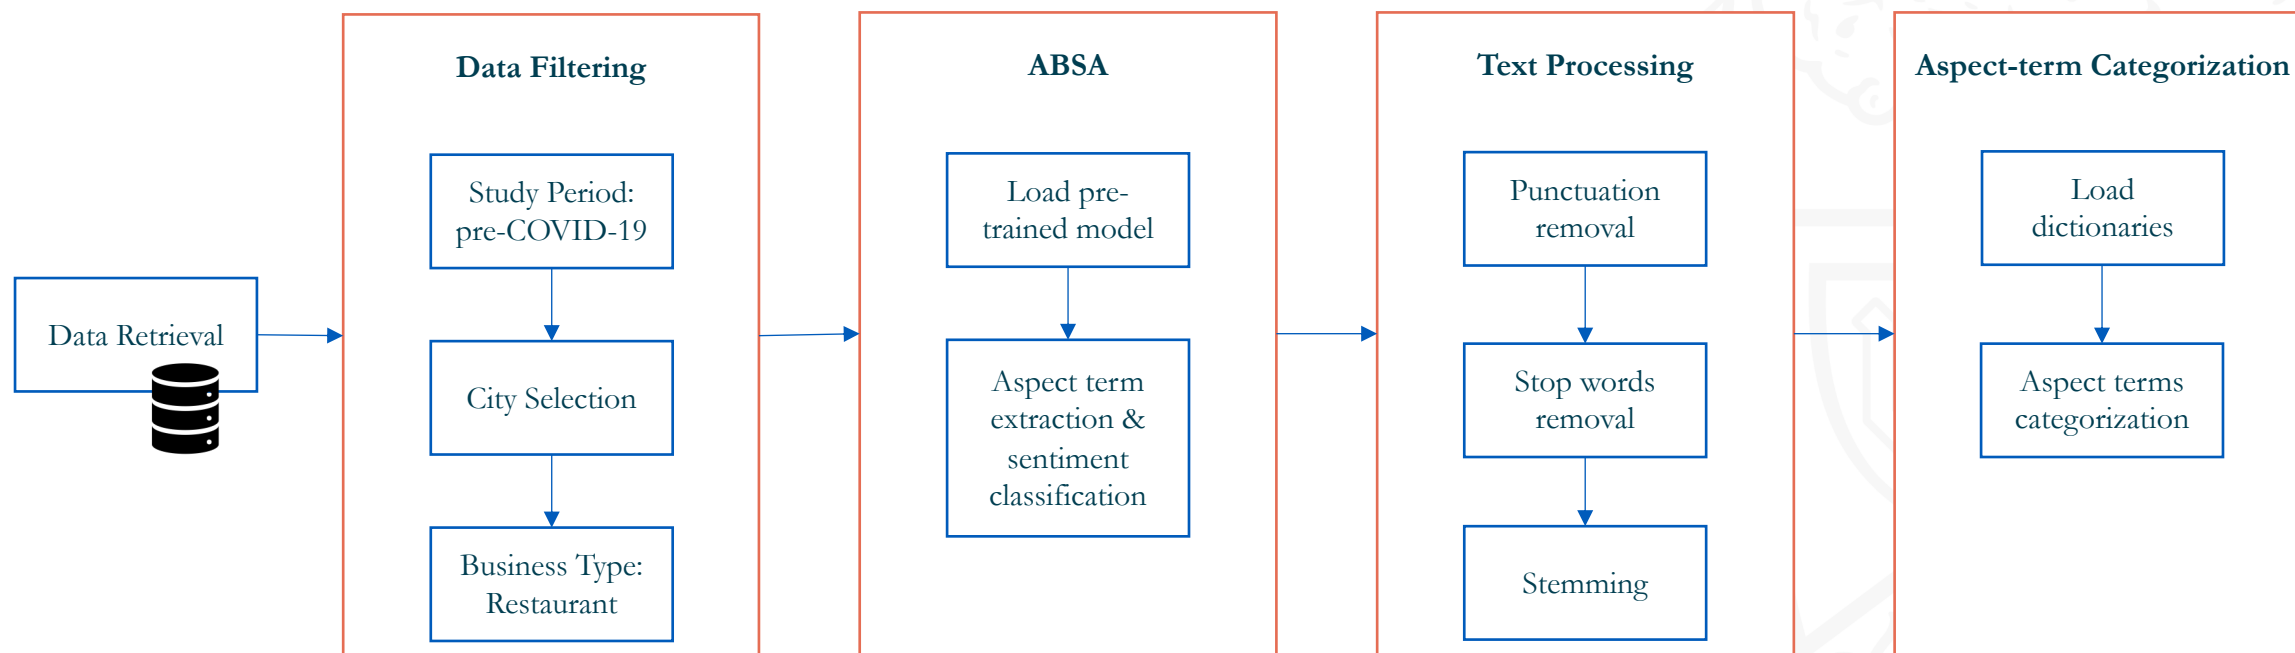 Data Retrieval
Data Filtering
Study Period:
pre-COVID-19
City Selection
Business Type:
Restaurant
ABSA
Load pre-
trained model
Aspect term
extraction &
sentiment
classification
Text Processing
Punctuation
removal
Stop words
removal
Stemming
Aspect-term Categorization
Load
dictionaries
Aspect terms
categorization